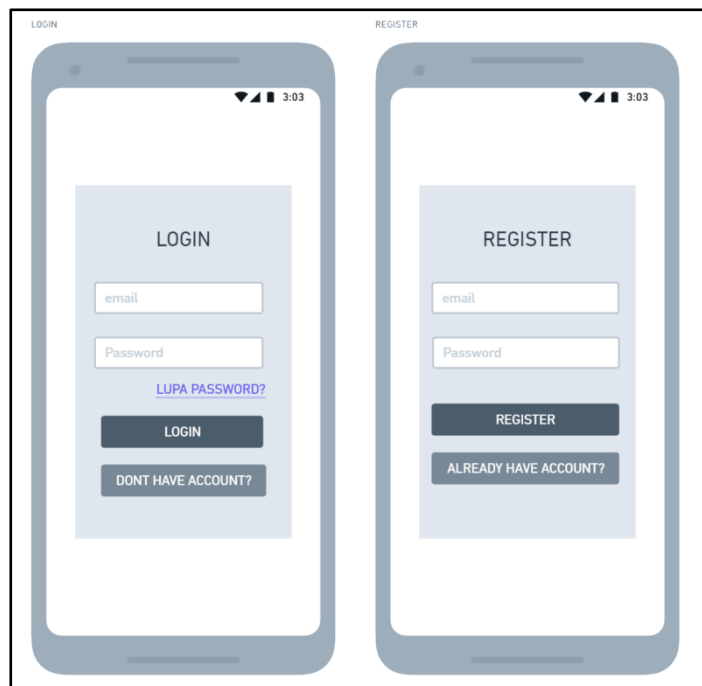 LOGIN
3:03
LOGIN
email
Password
LUPA PASSWORD?
LOGIN
DONT HAVE ACCOUNT?
REGISTER
3:03
REGISTER
email
Password
REGISTER
ALREADY HAVE ACCOUNT?